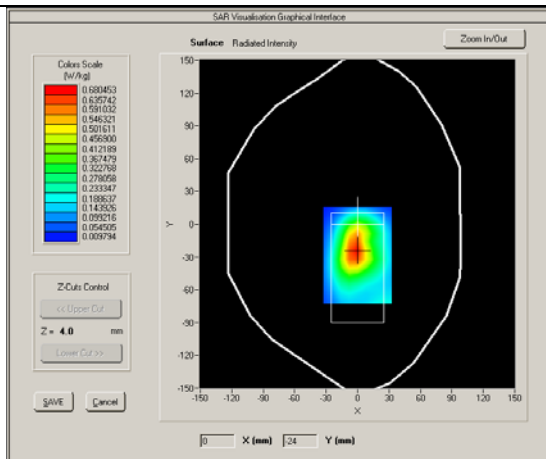 SAR Visualisation Graphical Interface
Surface Radiated Intensity
Zoom In/Out
Colors Scale
(W/kg)
0.680453
0.635742
0.591032
0.546321
0.501611
0.456900
0.412189
0.367479
0.322768
0.278058
0.233347
0.188637
0.143926
0.099216
0.054505
0.009794
150
120
90
60
30
0
-30
-60
-90
-120
-150
Y
-150 -120 -90 -60 -30 0 30 60 90 120 150
X
Z-Cuts Control
<< Upper Cut
Z = 4.0 mm
Lower Cut >>
SAVE Cancel
0 X (mm) -24 Y (mm)